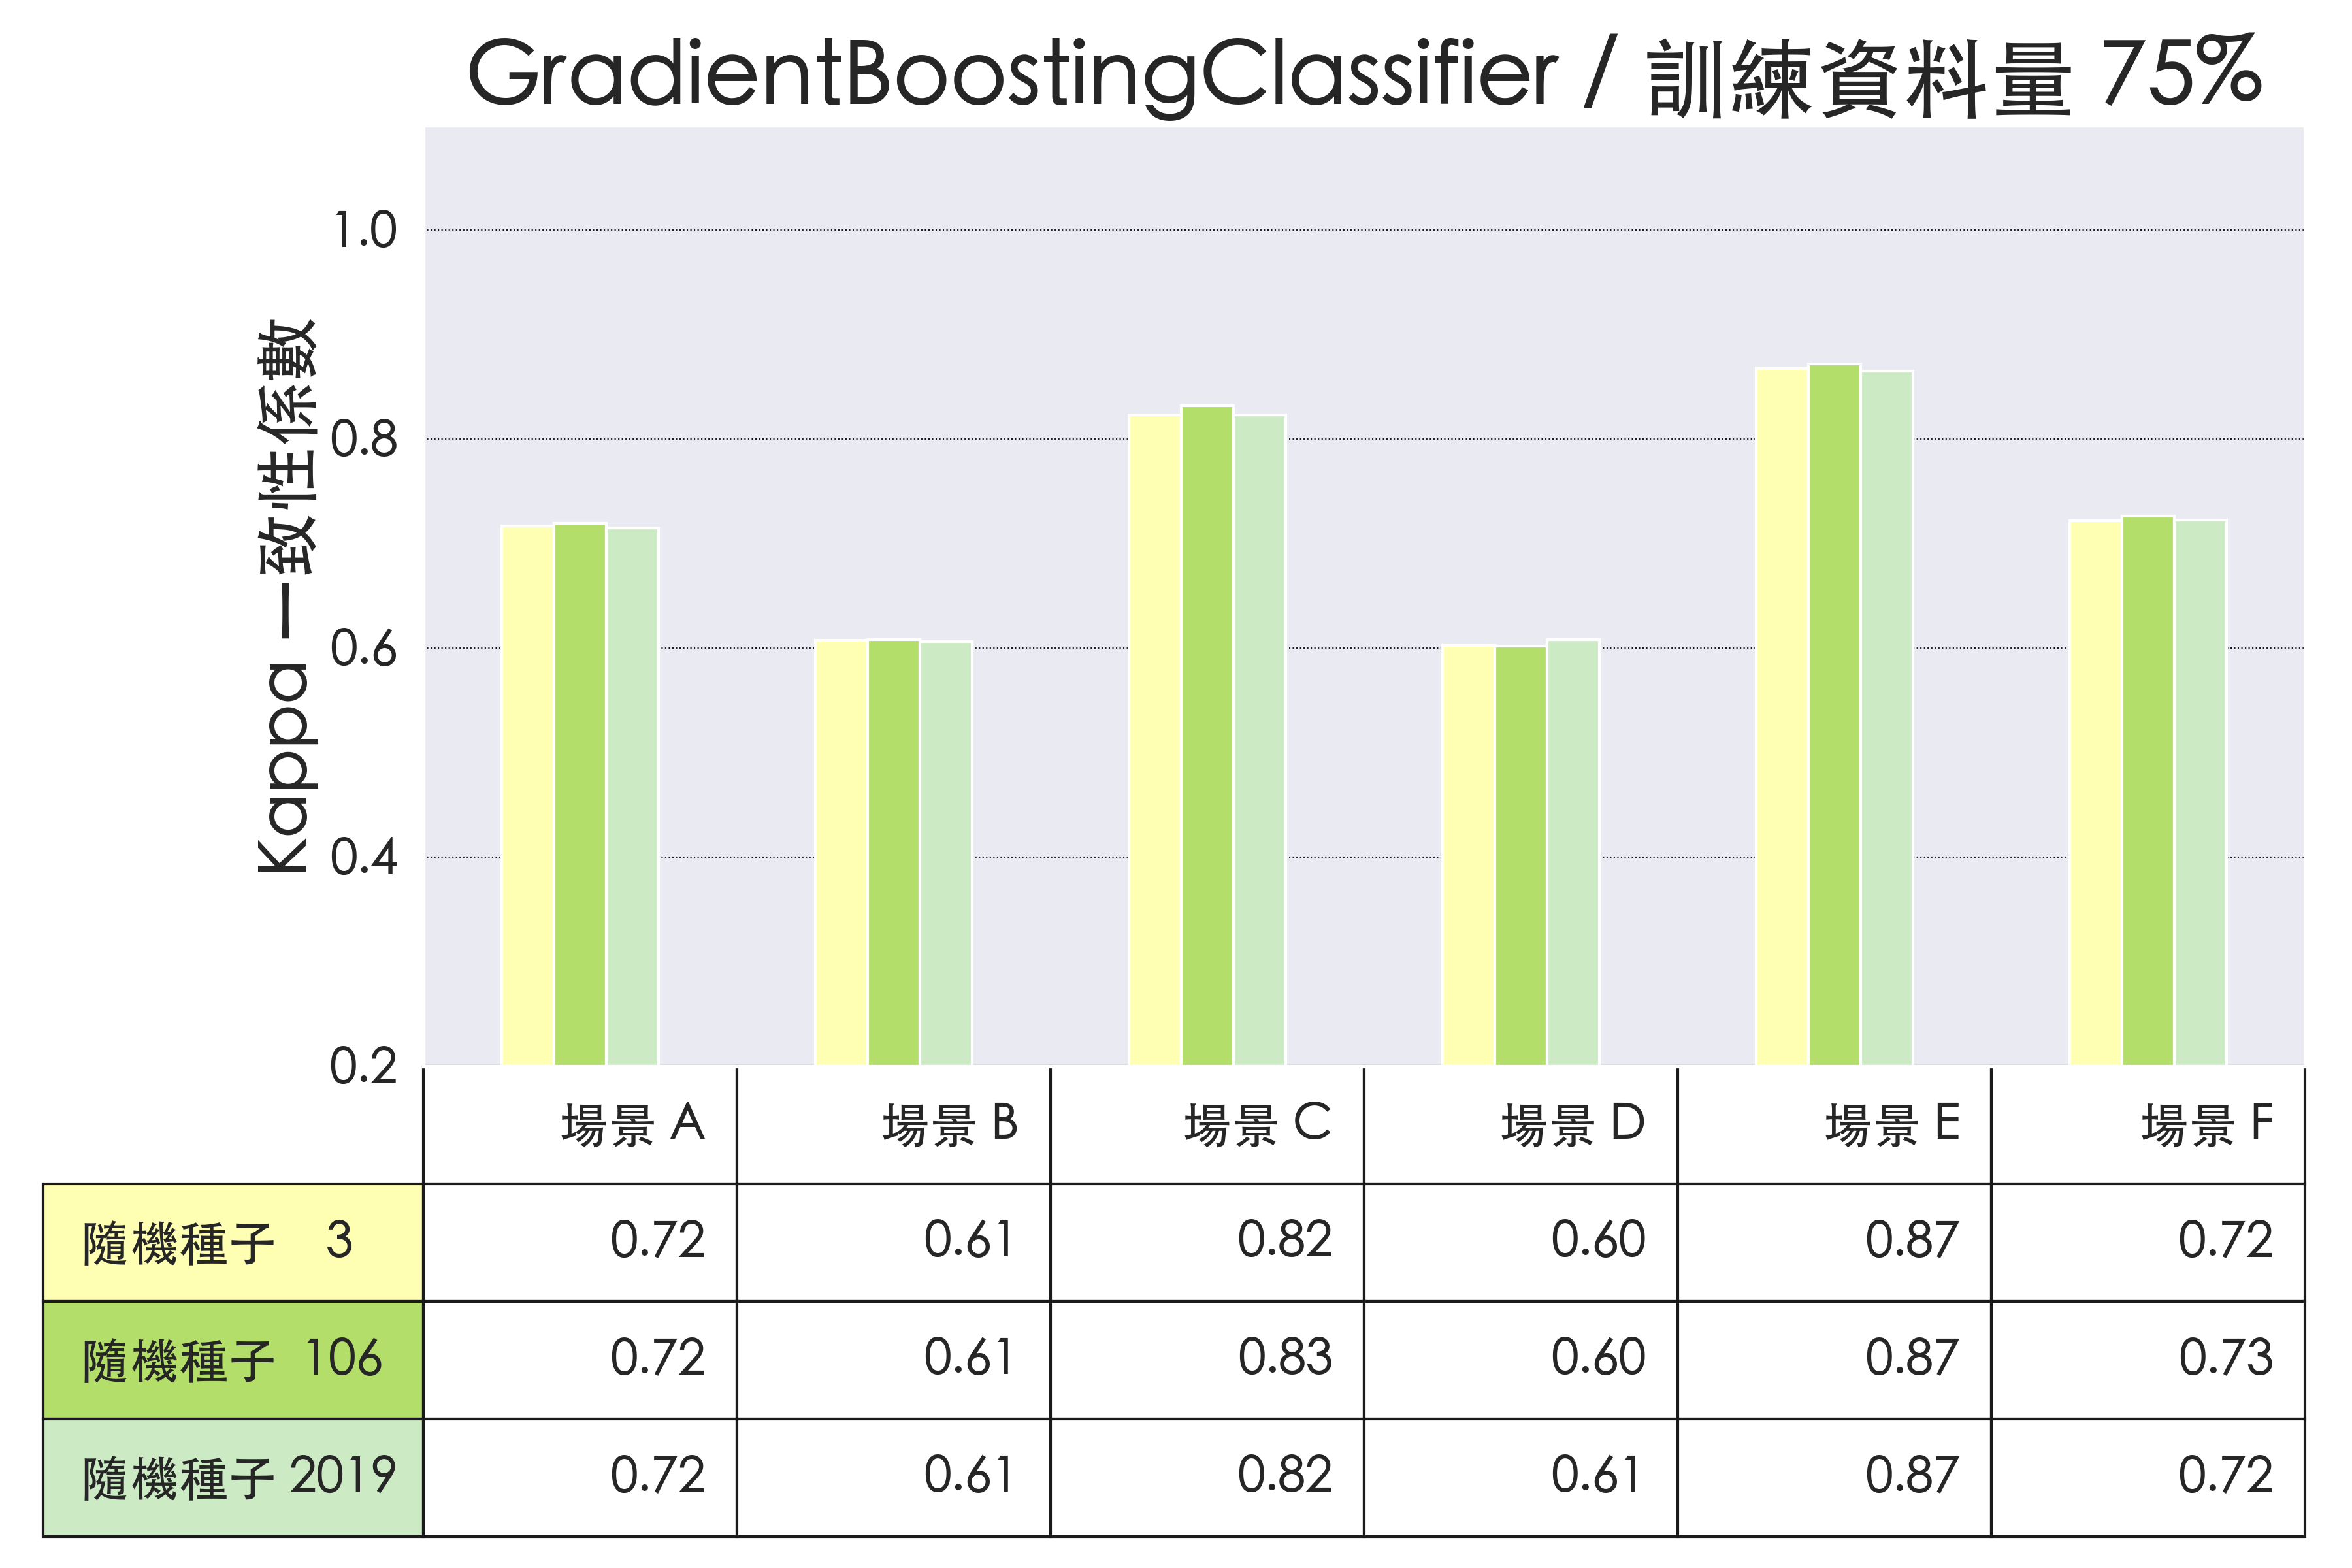 GradientBoostingClassifier / 訓練資料量 75%
Kappa 一致性係數
1.0
0.8
0.6
0.4
0.2
場景 A 場景 B 場景 C 場景 D 場景 E 場景 F
隨機種子 3 0.72 0.61 0.82 0.60 0.87 0.72
隨機種子 106 0.72 0.61 0.83 0.60 0.87 0.73
隨機種子 2019 0.72 0.61 0.82 0.61 0.87 0.72